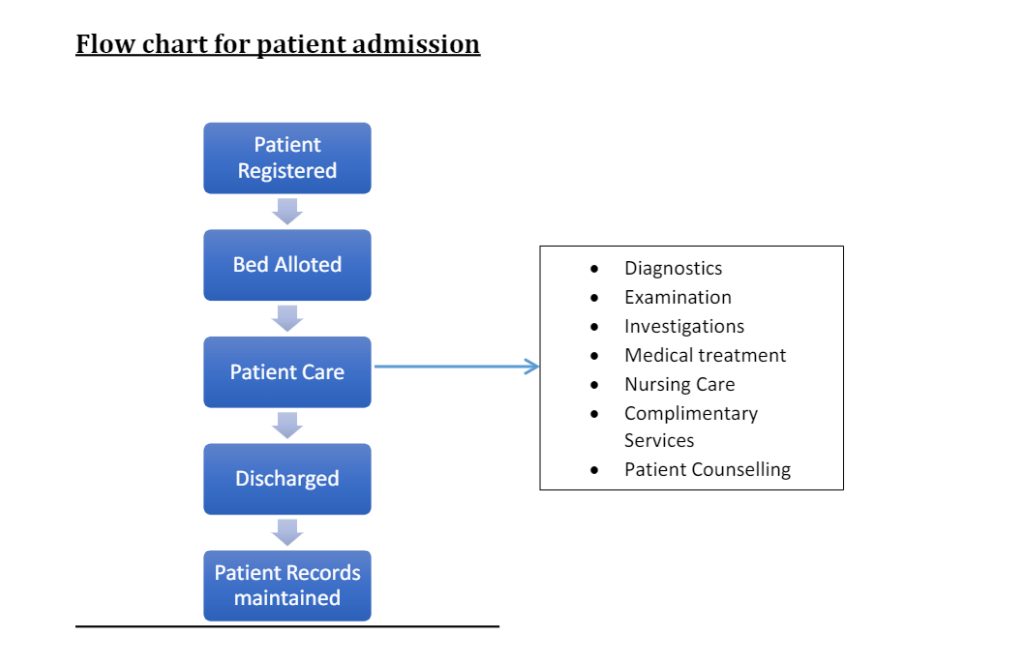 Flow chart for patient admission
Patient
Registered
Bed Alloted
Patient Care
Discharged
Patient Records
maintained
• Diagnostics
• Examination
• Investigations
• Medical treatment
• Nursing Care
• Complimentary
Services
• Patient Counselling